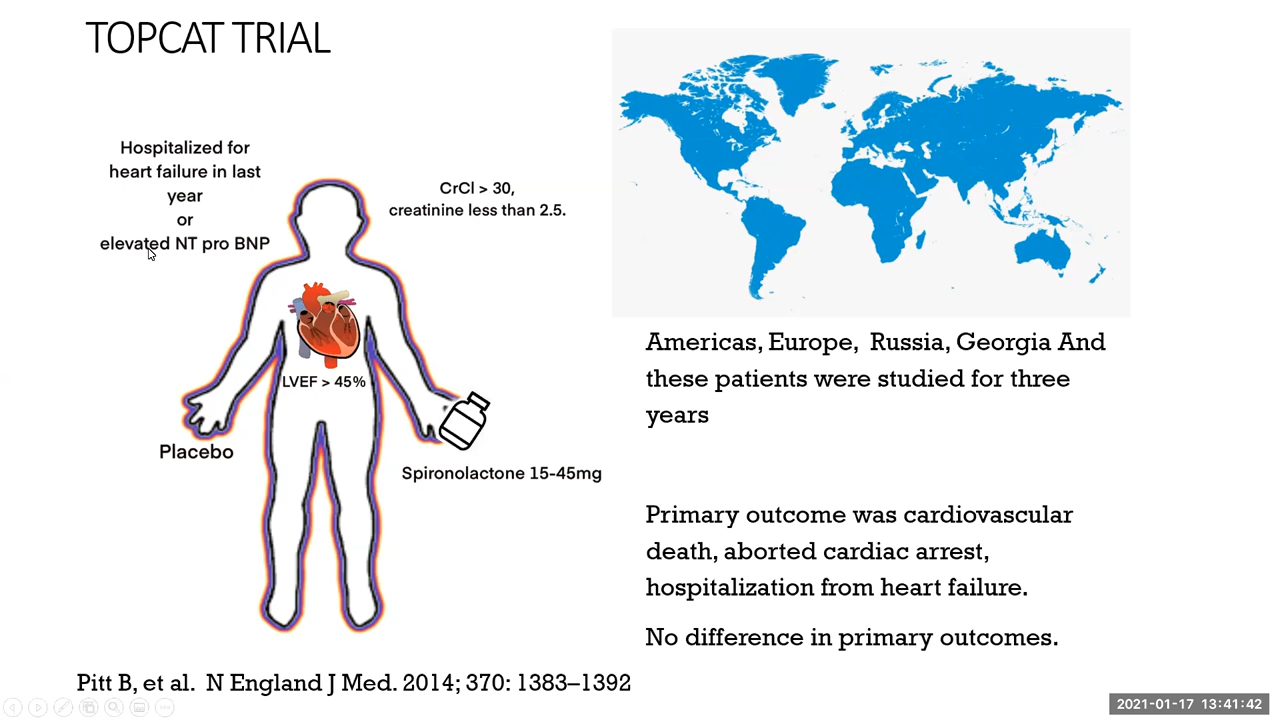 TOPCAT TRIAL
Hospitalized for
heart failure in last
year
or
elevated NT pro BNP
CrCl > 30,
creatinine less than 2.5.
LVEF > 45%
Placebo
Spironolactone 15-45mg
Americas, Europe, Russia, Georgia And
these patients were studied for three
years
Primary outcome was cardiovascular
death, aborted cardiac arrest,
hospitalization from heart failure.
No difference in primary outcomes.
Pitt B, et al. N England J Med. 2014; 370: 1383–1392
2021-01-17 13:41:42